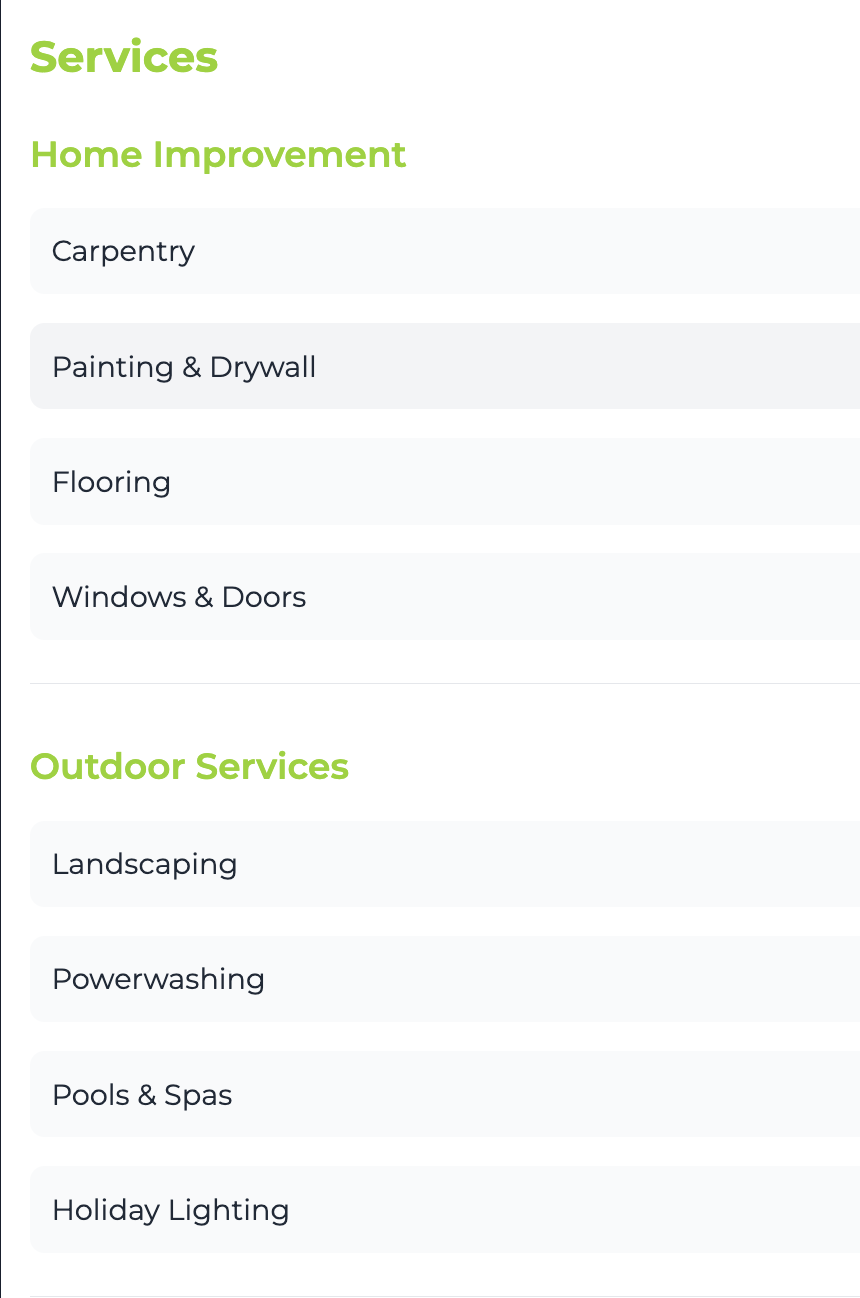 Services
Home Improvement
Carpentry
Painting & Drywall
Flooring
Windows & Doors
Outdoor Services
Landscaping
Powerwashing
Pools & Spas
Holiday Lighting